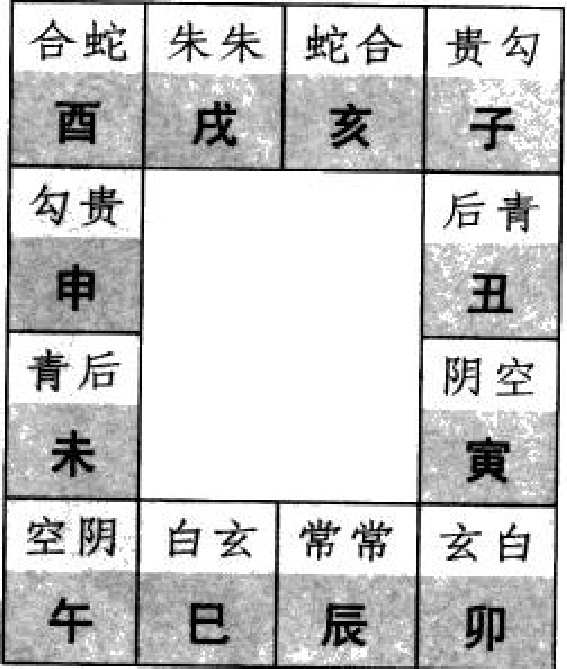 合蛇 朱朱 蛇合 贵勾
酉 戌 亥 子
勾贵 后青
申 丑
青后 阴空
未 寅
空阴 白玄 常常 玄白
午 巳 辰 卯